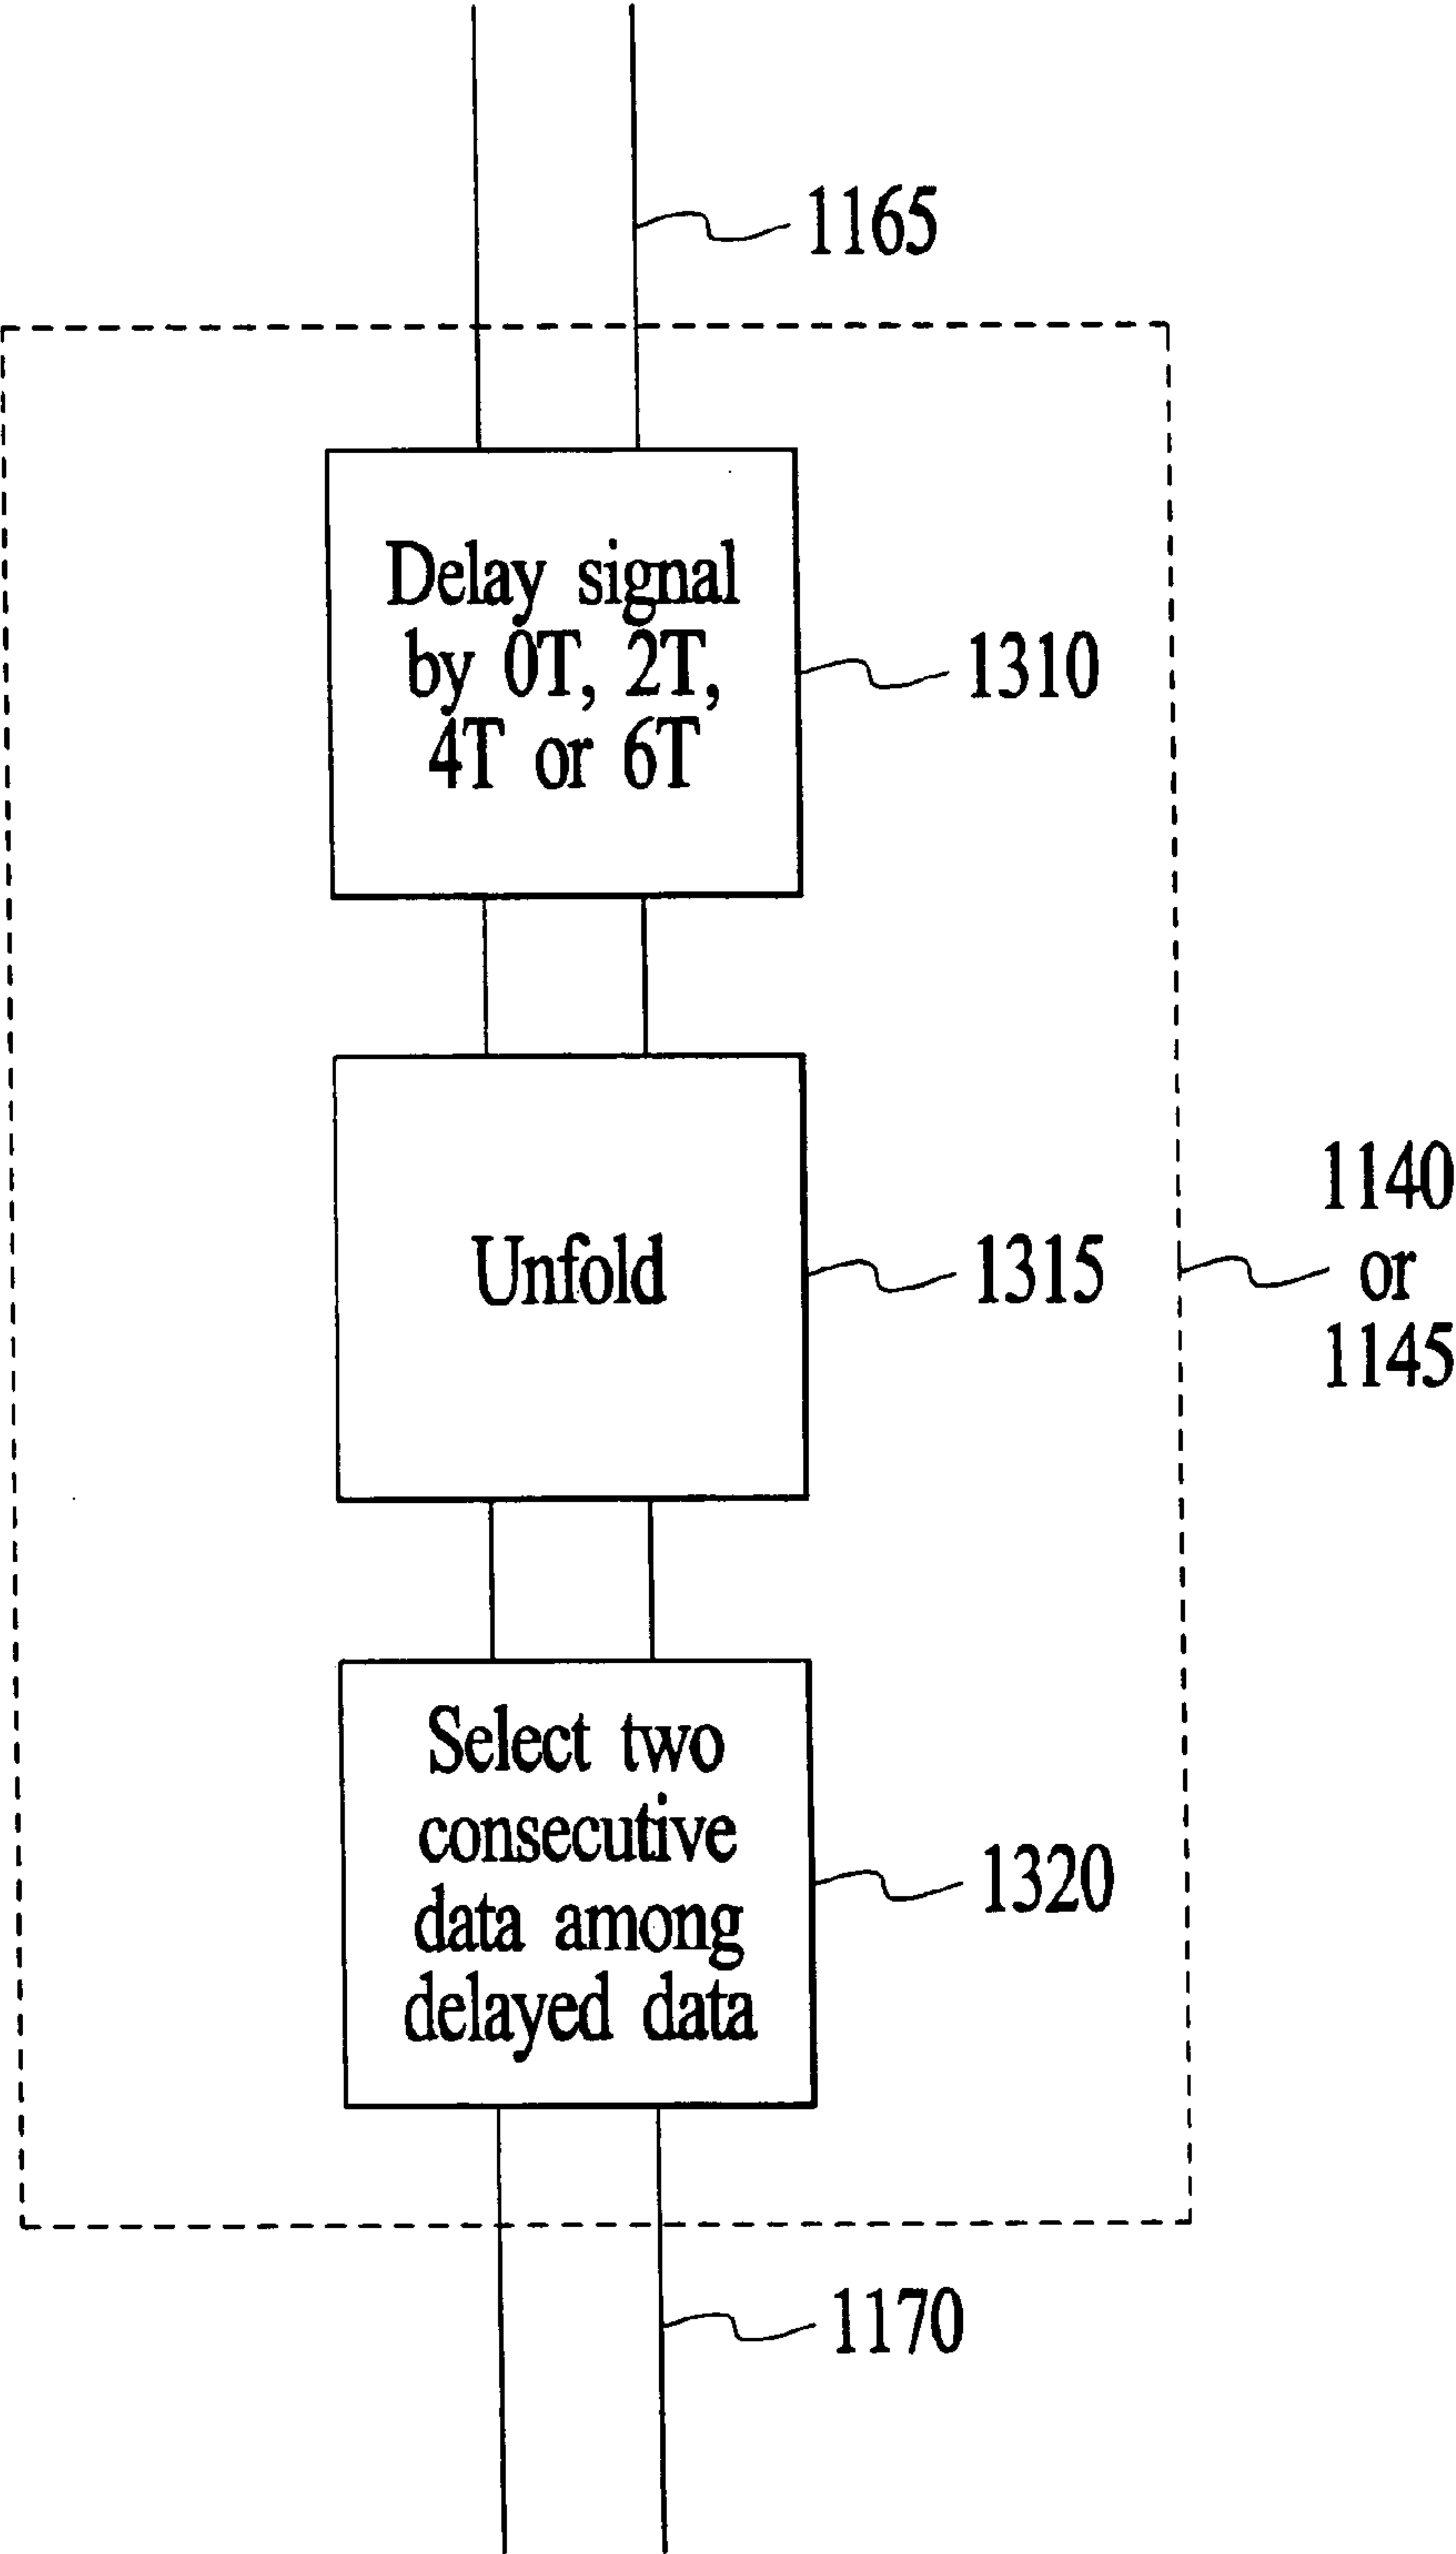 1165
Delay signal
by 0T, 2T,
4T or 6T
1310
Unfold
1315
1140
or
1145
Select two
consecutive
data among
delayed data
1320
1170